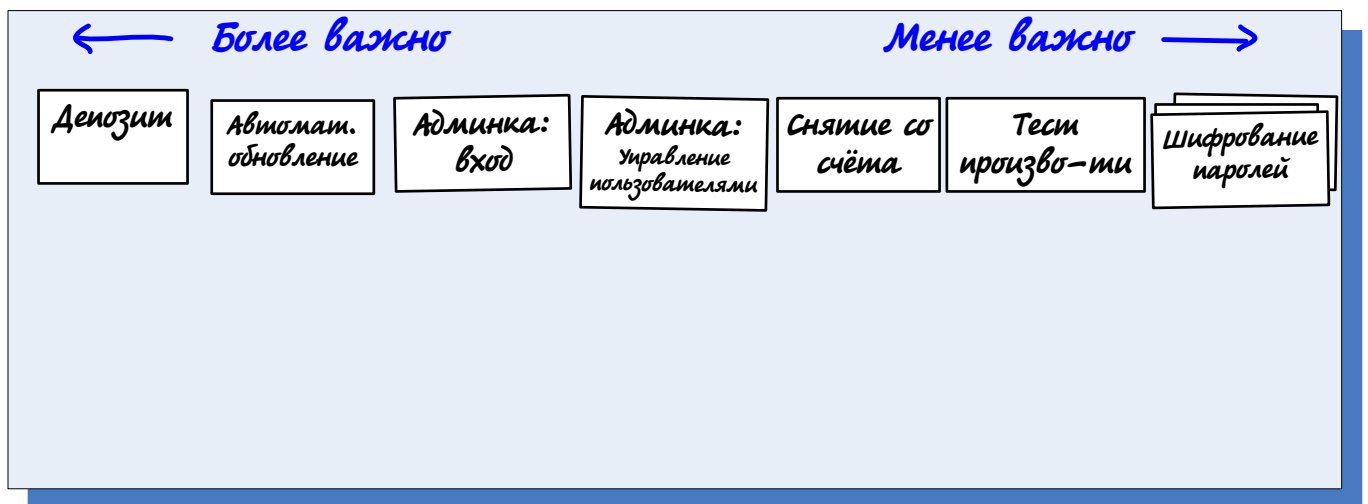 Более важно
Менее важно
Депозит
Автомат.
обновление
Админка:
вход
Админка:
Управление
пользователями
Снятие со
счёта
Тест
произво-ти
Шифрование
паролей